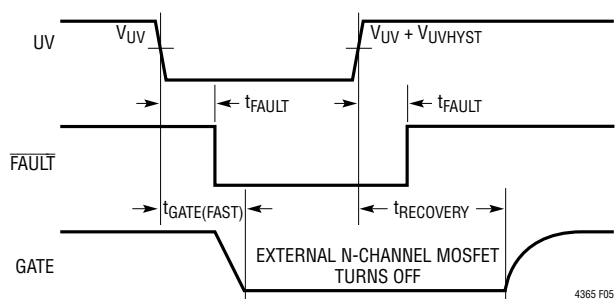 UV
V_UV
V_UV + V_UVHYST
t_FAULT
t_FAULT
FAULT
t_GATE(FAST)
t_RECOVERY
GATE
EXTERNAL N-CHANNEL MOSFET
TURNS OFF
4365 F05